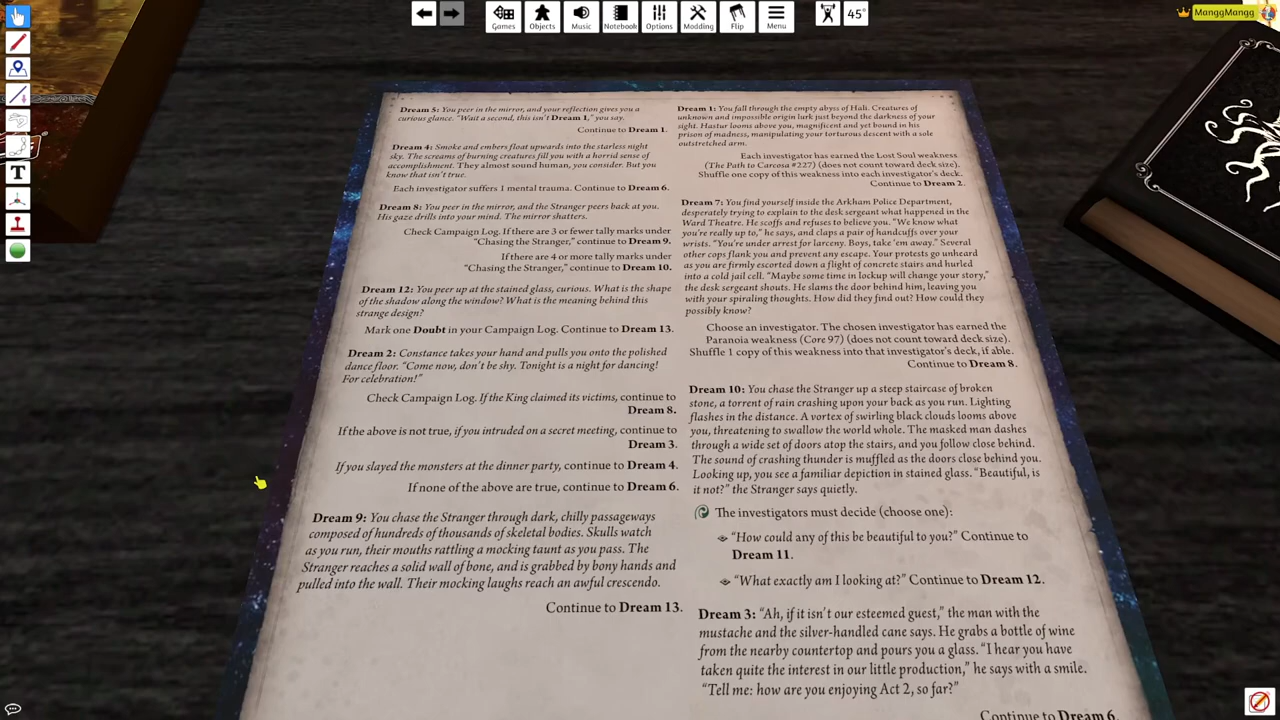 Games
Objects
Music
Notebook
Options
Modding
Flip
Menu
45°
ManggMangg
T
Dream 5: You peer in the mirror, and your reflection gives you a
curious glance. "Wait a second, this isn't Dream 1," you say.
Continue to Dream 1.
Dream 4: Smoke and embers float upwards into the starless night
sky. The screams of burning creatures fill you with a horrid sense of
accomplishment. They almost sound human, you consider. But you
know that isn't true.
Each investigator suffers 1 mental trauma. Continue to Dream 6.
Dream 8: You peer in the mirror, and the Stranger peers back at you.
His gaze drills into your mind. The mirror shatters.
Check Campaign Log. If there are 3 or fewer tally marks under
"Chasing the Stranger," continue to Dream 9.
If there are 4 or more tally marks under
"Chasing the Stranger," continue to Dream 10.
Dream 12: You peer up at the stained glass, curious. What is the shape
of the shadow along the window? What is the meaning behind this
strange design?
Mark one Doubt in your Campaign Log. Continue to Dream 13.
Dream 2: Constance takes your hand and pulls you onto the polished
dance floor. "Come now, don't be shy. Tonight is a night for dancing!
For celebration!"
Check Campaign Log. If the King claimed its victims, continue to
Dream 8.
If the above is not true, if you intruded on a secret meeting, continue to
Dream 3.
If you slayed the monsters at the dinner party, continue to Dream 4.
If none of the above are true, continue to Dream 6.
Dream 9: You chase the Stranger through dark, chilly passageways
composed of hundreds of thousands of skeletal bodies. Skulls watch
as you run, their mouths rattling a mocking taunt as you pass. The
Stranger reaches a solid wall of bone, and is grabbed by bony hands and
pulled into the wall. Their mocking laughs reach an awful crescendo.
Continue to Dream 13.
Dream 1: You fall through the empty abyss of Hali. Creatures of
unknown and impossible origin lurk just beyond the darkness of your
sight. Hastur looms above you, magnificent and yet bound in his
prison of madness, manipulating your torturous descent with a sole
outstretched arm.
Each investigator has earned the Lost Soul weakness
(The Path to Carcosa #227) (does not count toward deck size).
Shuffle one copy of this weakness into each investigator's deck.
Continue to Dream 2.
Dream 7: You find yourself inside the Arkham Police Department,
desperately trying to explain to the desk sergeant what happened in the
Ward Theatre. He scoffs and refuses to believe you. "We know what
you're really up to," he says, and claps a pair of handcuffs over your
wrists. "You're under arrest for larceny. Boys, take 'em away." Several
other cops flank you and prevent any escape. Your protests go unheard
as you are firmly escorted down a flight of concrete stairs and hurled
into a cold jail cell. "Maybe some time in lockup will change your story,"
the desk sergeant shouts. He slams the door behind him, leaving you
with your spiraling thoughts. How did they find out? How could they
possibly know?
Choose an investigator. The chosen investigator has earned the
Paranoia weakness (Core 97) (does not count toward deck size).
Shuffle 1 copy of this weakness into that investigator's deck, if able.
Continue to Dream 8.
Dream 10: You chase the Stranger up a steep staircase of broken
stone, a torrent of rain crashing upon your back as you run. Lighting
flashes in the distance. A vortex of swirling black clouds looms above
you, threatening to swallow the world whole. The masked man dashes
through a wide set of doors atop the stairs, and you follow close behind.
The sound of crashing thunder is muffled as the doors close behind you.
Looking up, you see a familiar depiction in stained glass. "Beautiful, is
it not?" the Stranger says quietly.
The investigators must decide (choose one):
"How could any of this be beautiful to you?" Continue to
Dream 11.
"What exactly am I looking at?" Continue to Dream 12.
Dream 3: "Ah, if it isn't our esteemed guest," the man with the
mustache and the silver-handled cane says. He grabs a bottle of wine
from the nearby countertop and pours you a glass. "I hear you have
taken quite the interest in our little production," he says with a smile.
"Tell me: how are you enjoying Act 2, so far?"
Continue to Dream 6.